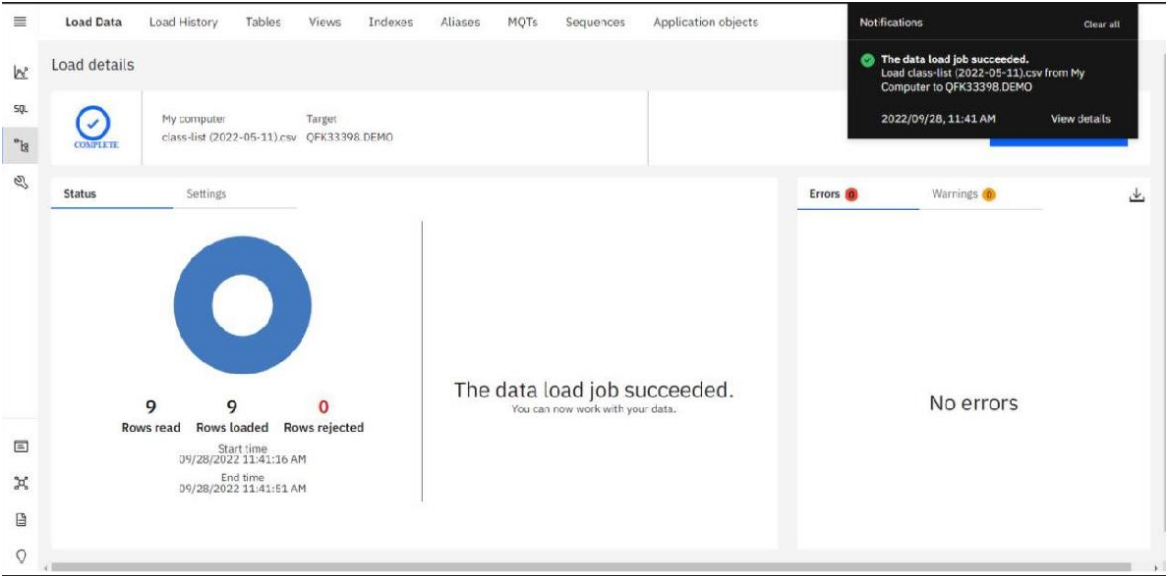 Load Data Load History Tables Views Indexes Aliases MQTs Sequences Application objects
Notifications Clear all
The data load job succeeded.
Load class-list (2022-05-11).csv from My
Computer to QFK33398.DEMO
2022/09/28, 11:41 AM View details
Load details
SQL
COMPLETE
My computer Target
class-list (2022-05-11).csv QFK33398.DEMO
Status Settings
Errors 0 Warnings 0
9 9 0
Rows read Rows loaded Rows rejected
Start time
09/28/2022 11:41:16 AM
End time
09/28/2022 11:41:51 AM
The data load job succeeded.
You can now work with your data.
No errors